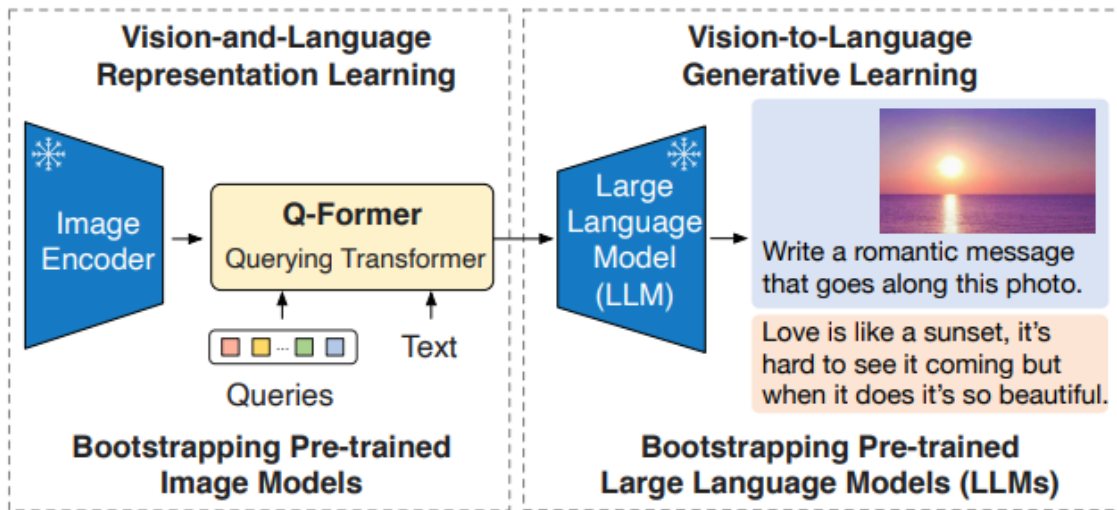 Vision-and-Language
Representation Learning
Image
Encoder
Q-Former
Querying Transformer
...
Queries
Text
Bootstrapping Pre-trained
Image Models
Vision-to-Language
Generative Learning
Large
Language
Model
(LLM)
Write a romantic message
that goes along this photo.
Love is like a sunset, it's
hard to see it coming but
when it does it's so beautiful.
Bootstrapping Pre-trained
Large Language Models (LLMs)